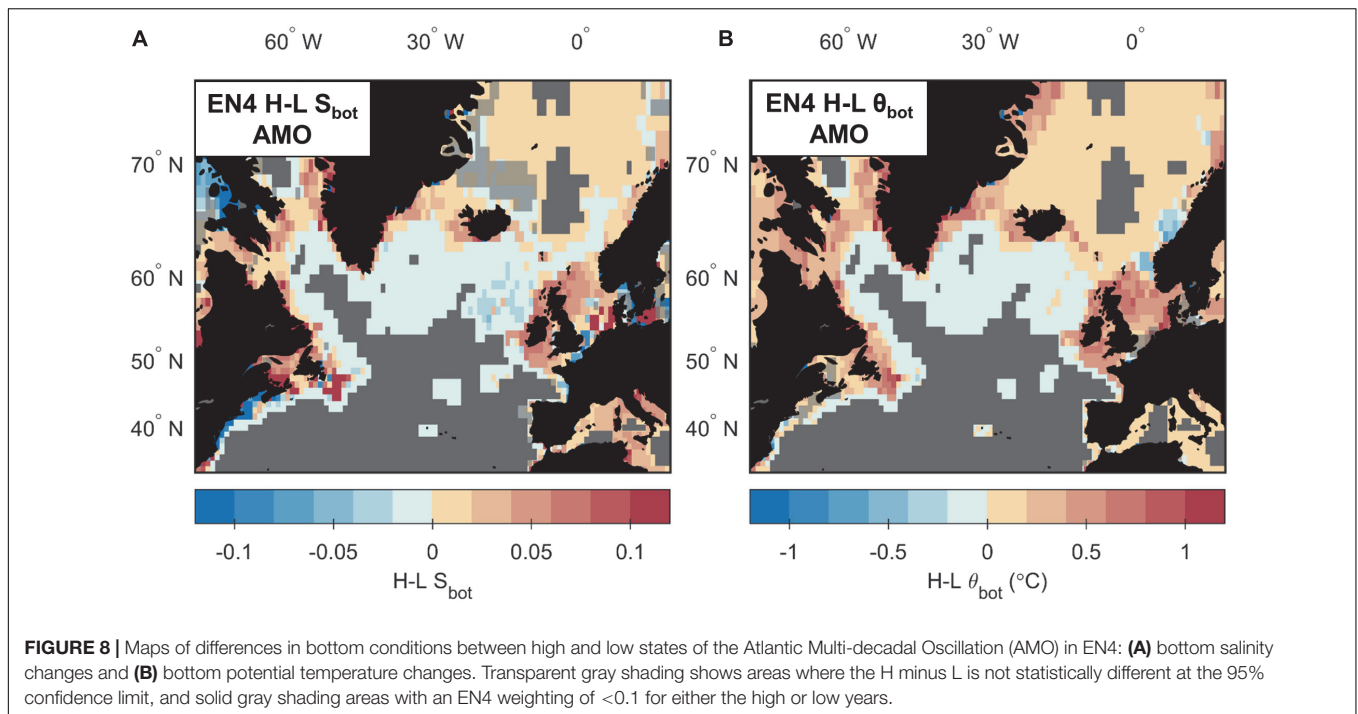 A
60° W
30° W
0°
EN4 H-L Sbot
AMO
70° N
60° N
50° N
40° N
-0.1
-0.05
0
0.05
0.1
H-L Sbot
B
60° W
30° W
0°
EN4 H-L θbot
AMO
70° N
60° N
50° N
40° N
-1
-0.5
0
0.5
1
H-L θbot (°C)
FIGURE 8 | Maps of differences in bottom conditions between high and low states of the Atlantic Multi-decadal Oscillation (AMO) in EN4: (A) bottom salinity
changes and (B) bottom potential temperature changes. Transparent gray shading shows areas where the H minus L is not statistically different at the 95%
confidence limit, and solid gray shading areas with an EN4 weighting of <0.1 for either the high or low years.